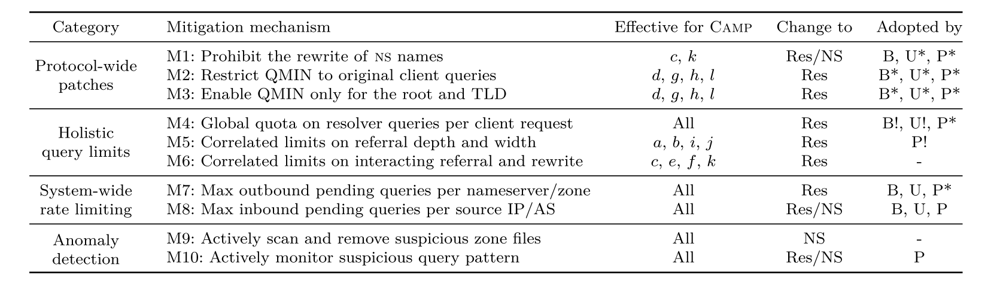 Category Mitigation mechanism Effective for CAMP Change to Adopted by
Protocol-wide patches
M1: Prohibit the rewrite of NS names c, k Res/NS B, U*, P*
M2: Restrict QMIN to original client queries d, g, h, l Res B*, U*, P*
M3: Enable QMIN only for the root and TLD d, g, h, l Res B*, U*, P*
Holistic query limits
M4: Global quota on resolver queries per client request All Res B!, U!, P*
M5: Correlated limits on referral depth and width a, b, i, j Res P!
M6: Correlated limits on interacting referral and rewrite c, e, f, k Res -
System-wide rate limiting
M7: Max outbound pending queries per nameserver/zone All Res B, U, P*
M8: Max inbound pending queries per source IP/AS All Res/NS B, U, P
Anomaly detection
M9: Actively scan and remove suspicious zone files All NS -
M10: Actively monitor suspicious query pattern All Res/NS P